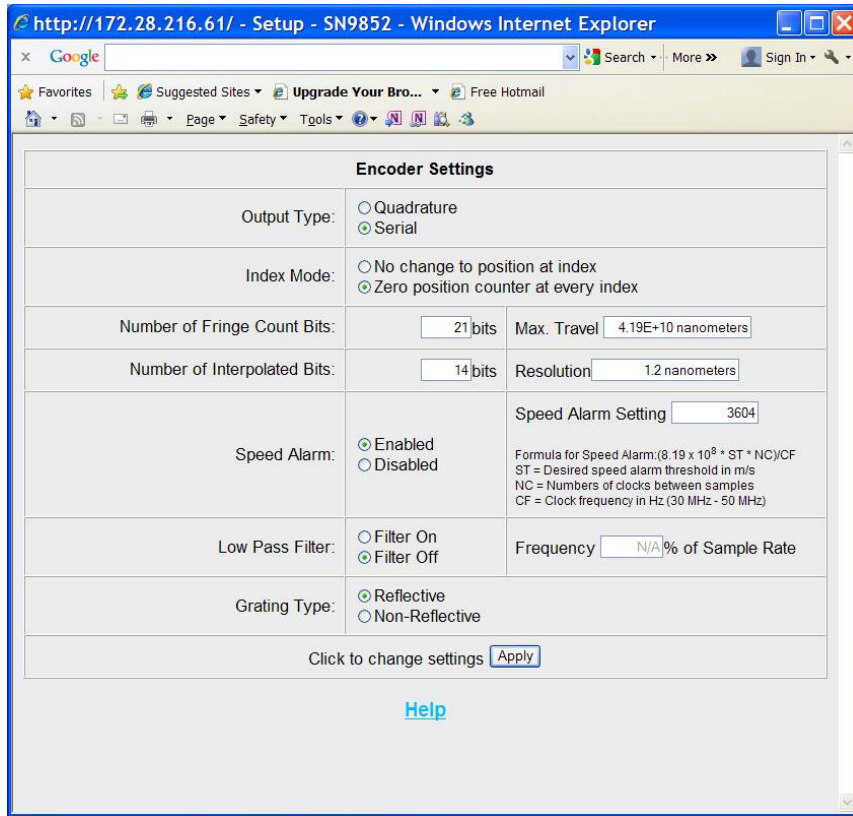 http://172.28.216.61/ - Setup - SN9852 - Windows Internet Explorer
x Google Search More » Sign In
Favorites Suggested Sites Upgrade Your Bro... Free Hotmail
Page Safety Tools
Encoder Settings
Output Type:
Quadrature
Serial
Index Mode:
No change to position at index
Zero position counter at every index
Number of Fringe Count Bits: 21 bits Max. Travel 4.19E+10 nanometers
Number of Interpolated Bits: 14 bits Resolution 1.2 nanometers
Speed Alarm:
Enabled
Disabled
Speed Alarm Setting 3604
Formula for Speed Alarm:(8.19 x 10⁸ * ST * NC)/CF
ST = Desired speed alarm threshold in m/s
NC = Numbers of clocks between samples
CF = Clock frequency in Hz (30 MHz - 50 MHz)
Low Pass Filter:
Filter On
Filter Off
Frequency N/A % of Sample Rate
Grating Type:
Reflective
Non-Reflective
Click to change settings Apply
Help